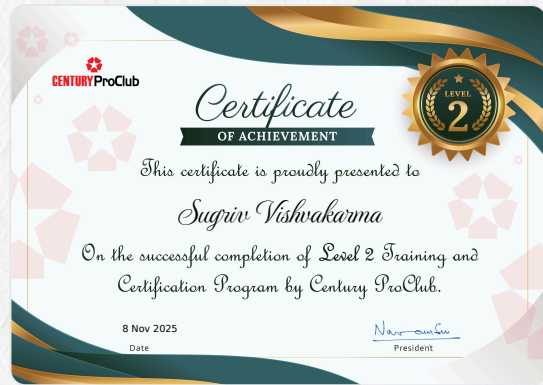 CENTURY ProClub
Certificate
OF ACHIEVEMENT
LEVEL
2
This certificate is proudly presented to
Sugriv Vishvakarma
On the successful completion of Level 2 Training and
Certification Program by Century ProClub.
8 Nov 2025
Date
President